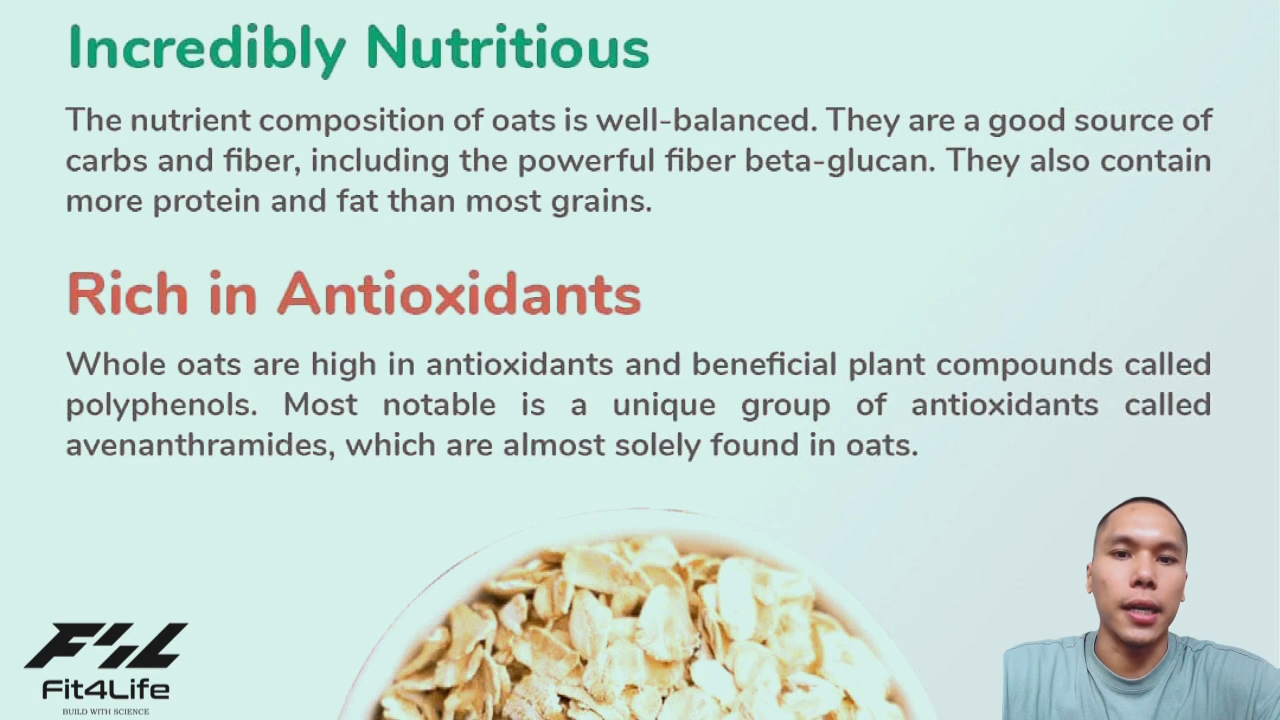 Incredibly Nutritious
The nutrient composition of oats is well-balanced. They are a good source of
carbs and fiber, including the powerful fiber beta-glucan. They also contain
more protein and fat than most grains.
Rich in Antioxidants
Whole oats are high in antioxidants and beneficial plant compounds called
polyphenols. Most notable is a unique group of antioxidants called
avenanthramides, which are almost solely found in oats.
F4L
Fit4Life
BUILD WITH SCIENCE